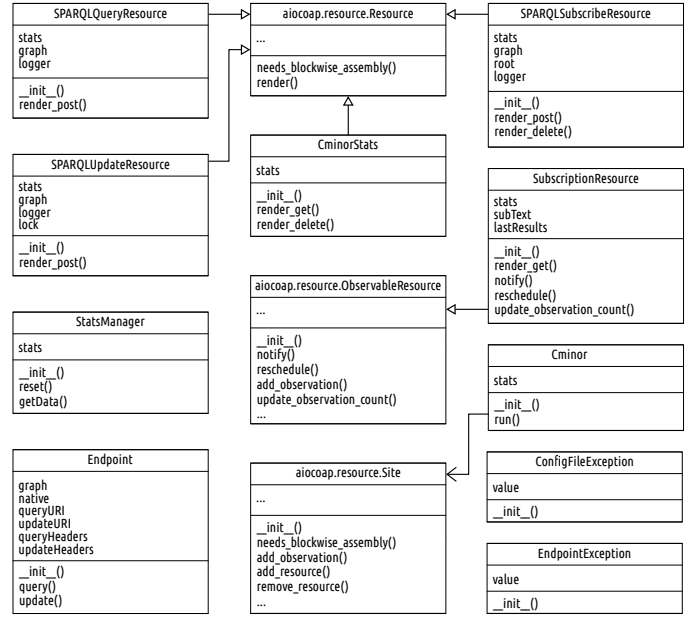 SPARQLQueryResource
stats
graph
logger
__init__()
render_post()
aiocoap.resource.Resource
...
needs_blockwise_assembly()
render()
SPARQLSubscribeResource
stats
graph
root
logger
__init__()
render_post()
render_delete()
SPARQLUpdateResource
stats
graph
logger
lock
__init__()
render_post()
CminorStats
stats
__init__()
render_get()
render_delete()
SubscriptionResource
stats
subText
lastResults
__init__()
render_get()
notify()
reschedule()
update_observation_count()
StatsManager
stats
__init__()
reset()
getData()
aiocoap.resource.ObservableResource
...
__init__()
notify()
reschedule()
add_observation()
update_observation_count()
...
Cminor
stats
__init__()
run()
Endpoint
graph
native
queryURI
updateURI
queryHeaders
updateHeaders
__init__()
query()
update()
aiocoap.resource.Site
...
__init__()
needs_blockwise_assembly()
add_observation()
add_resource()
remove_resource()
...
ConfigFileException
value
__init__()
EndpointException
value
__init__()